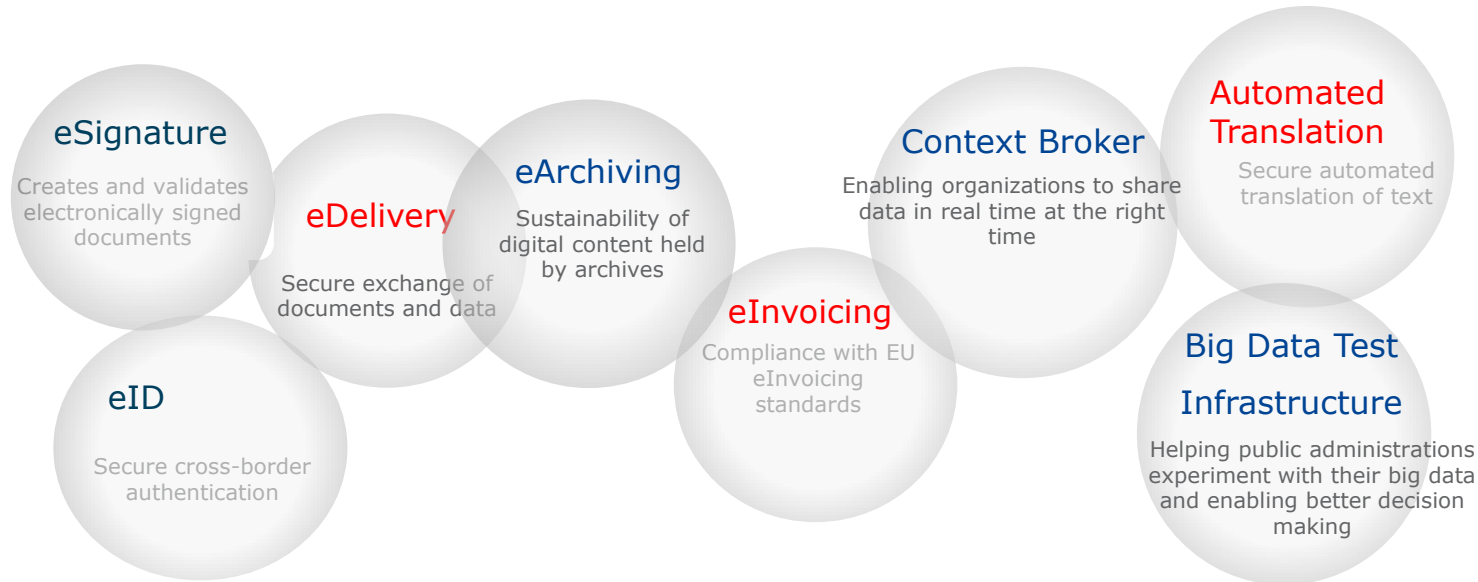 eSignature
Creates and validates
electronically signed
documents
eID
Secure cross-border
authentication
eDelivery
Secure exchange of
documents and data
eArchiving
Sustainability of
digital content held
by archives
eInvoicing
Compliance with EU
eInvoicing
standards
Context Broker
Enabling organizations to share
data in real time at the right
time
Automated
Translation
Secure automated
translation of text
Big Data Test
Infrastructure
Helping public administrations
experiment with their big data
and enabling better decision
making